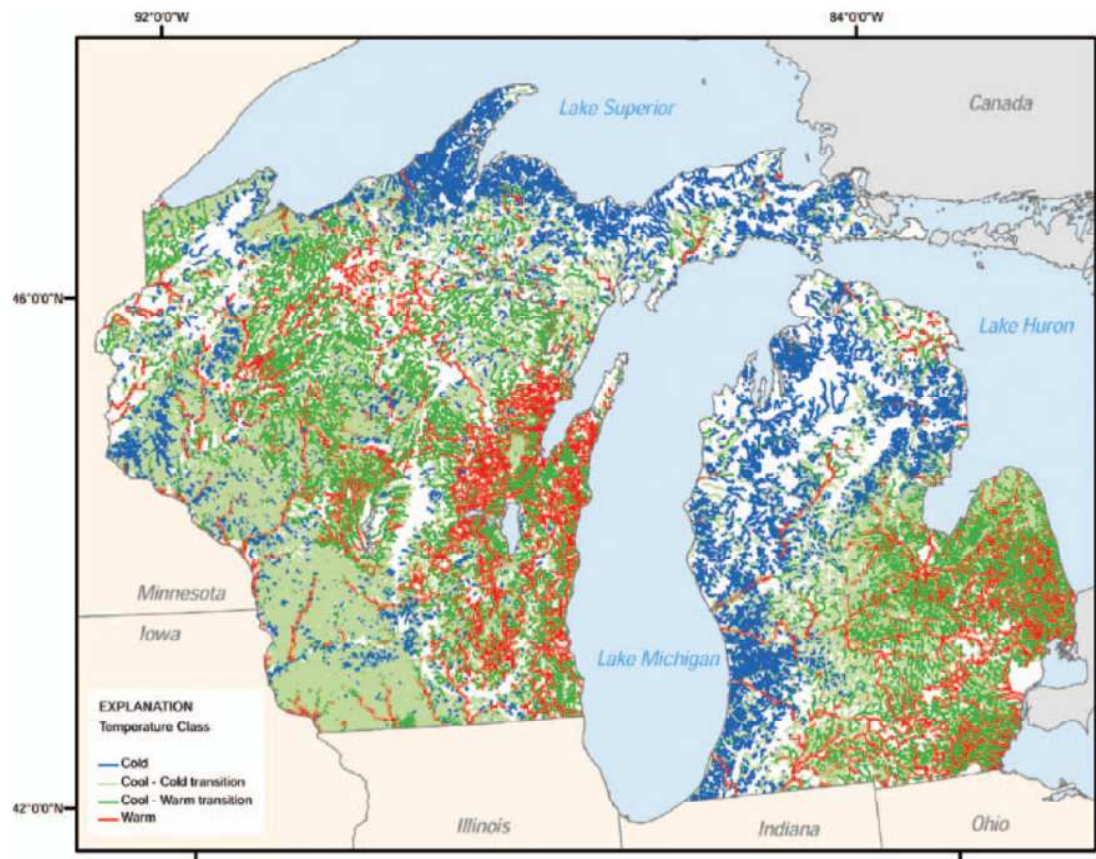 92°0'0"W
84°0'0"W
Lake Superior
Canada
46°0'0"N
Lake Huron
Minnesota
Iowa
Lake Michigan
EXPLANATION
Temperature Class
Cold
Cool - Cold transition
Cool - Warm transition
Warm
42°0'0"N
Illinois
Indiana
Ohio